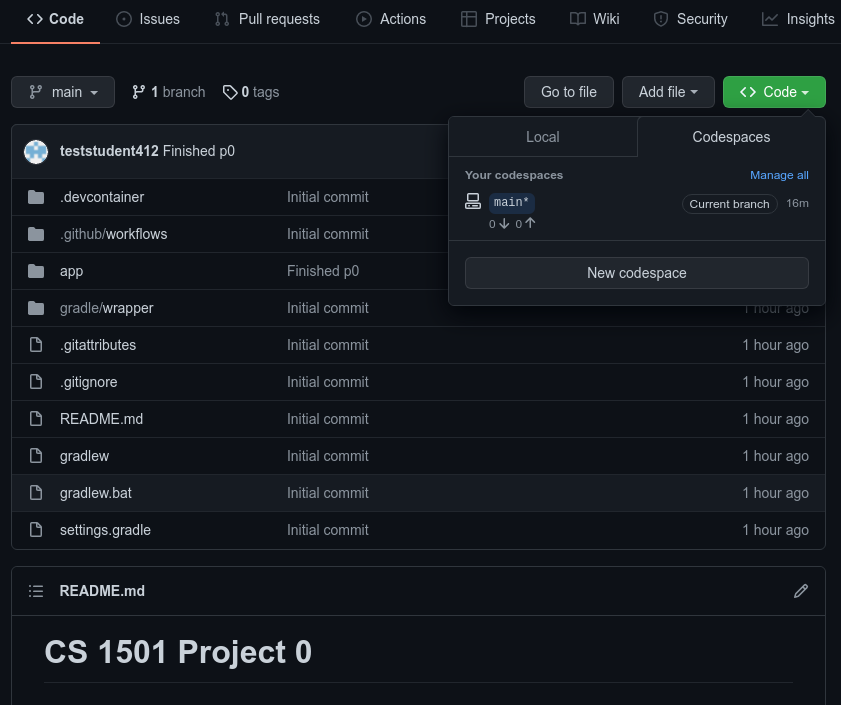 Code Issues Pull requests Actions Projects Wiki Security Insights
main 1 branch 0 tags Go to file Add file Code
Local Codespaces
teststudent412 Finished p0
Your codespaces Manage all
main* Current branch 16m
0 0
New codespace
.devcontainer Initial commit
.github/workflows Initial commit
app Finished p0
gradle/wrapper Initial commit 1 hour ago
.gitattributes Initial commit 1 hour ago
.gitignore Initial commit 1 hour ago
README.md Initial commit 1 hour ago
gradlew Initial commit 1 hour ago
gradlew.bat Initial commit 1 hour ago
settings.gradle Initial commit 1 hour ago
README.md
CS 1501 Project 0